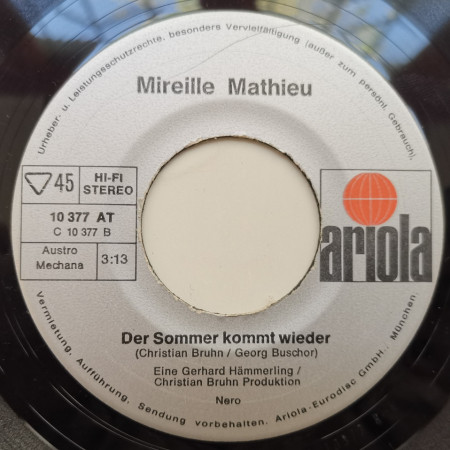 Urheber- u. Leistungsschutzrechte, besonders Vervielfältigung (außer zum persönl. Gebrauch),
Mireille Mathieu
45
HI-FI
STEREO
10 377 AT
C 10 377 B
Austro
Mechana
3:13
ariola
Der Sommer kommt wieder
(Christian Bruhn / Georg Buschor)
Eine Gerhard Hämmerling /
Christian Bruhn Produktion
Nero
Vermietung, Aufführung, Sendung vorbehalten. Ariola-Eurodisc GmbH., München